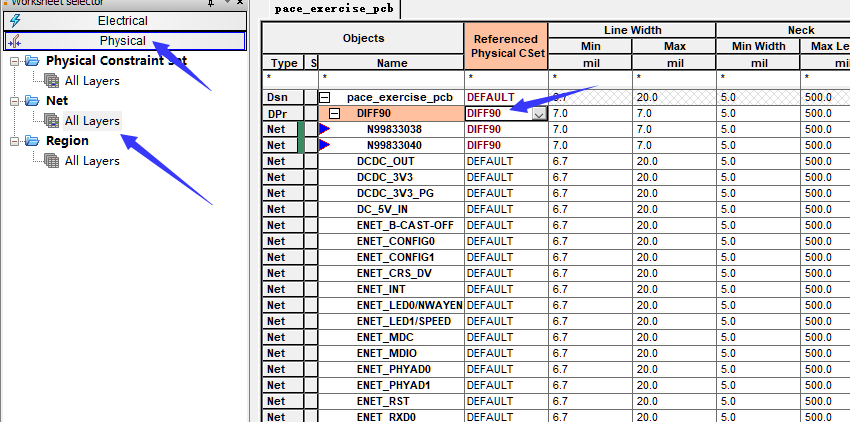 Worksheet selector
Electrical
Physical
Physical Constraint Set
All Layers
Net
All Layers
Region
All Layers
pace_exercise_pcb
Objects Referenced Physical CSet Line Width Neck
Min Max Min Width Max Le
Type S Name mil mil mil mil
* * * * * * *
Dsn pace_exercise_pcb DEFAULT 6.7 20.0 5.0 500.0
DPr DIFF90 DIFF90 7.0 7.0 5.0 500.0
Net N99833038 DIFF90 7.0 7.0 5.0 500.0
Net N99833040 DIFF90 7.0 7.0 5.0 500.0
Net DCDC_OUT DEFAULT 6.7 20.0 5.0 500.0
Net DCDC_3V3 DEFAULT 6.7 20.0 5.0 500.0
Net DCDC_3V3_PG DEFAULT 6.7 20.0 5.0 500.0
Net DC_5V_IN DEFAULT 6.7 20.0 5.0 500.0
Net ENET_B-CAST-OFF DEFAULT 6.7 20.0 5.0 500.0
Net ENET_CONFIG0 DEFAULT 6.7 20.0 5.0 500.0
Net ENET_CONFIG1 DEFAULT 6.7 20.0 5.0 500.0
Net ENET_CRS_DV DEFAULT 6.7 20.0 5.0 500.0
Net ENET_INT DEFAULT 6.7 20.0 5.0 500.0
Net ENET_LED0/NWAYEN DEFAULT 6.7 20.0 5.0 500.0
Net ENET_LED1/SPEED DEFAULT 6.7 20.0 5.0 500.0
Net ENET_MDC DEFAULT 6.7 20.0 5.0 500.0
Net ENET_MDIO DEFAULT 6.7 20.0 5.0 500.0
Net ENET_PHYAD0 DEFAULT 6.7 20.0 5.0 500.0
Net ENET_PHYAD1 DEFAULT 6.7 20.0 5.0 500.0
Net ENET_RST DEFAULT 6.7 20.0 5.0 500.0
Net ENET_RXD0 DEFAULT 6.7 20.0 5.0 500.0